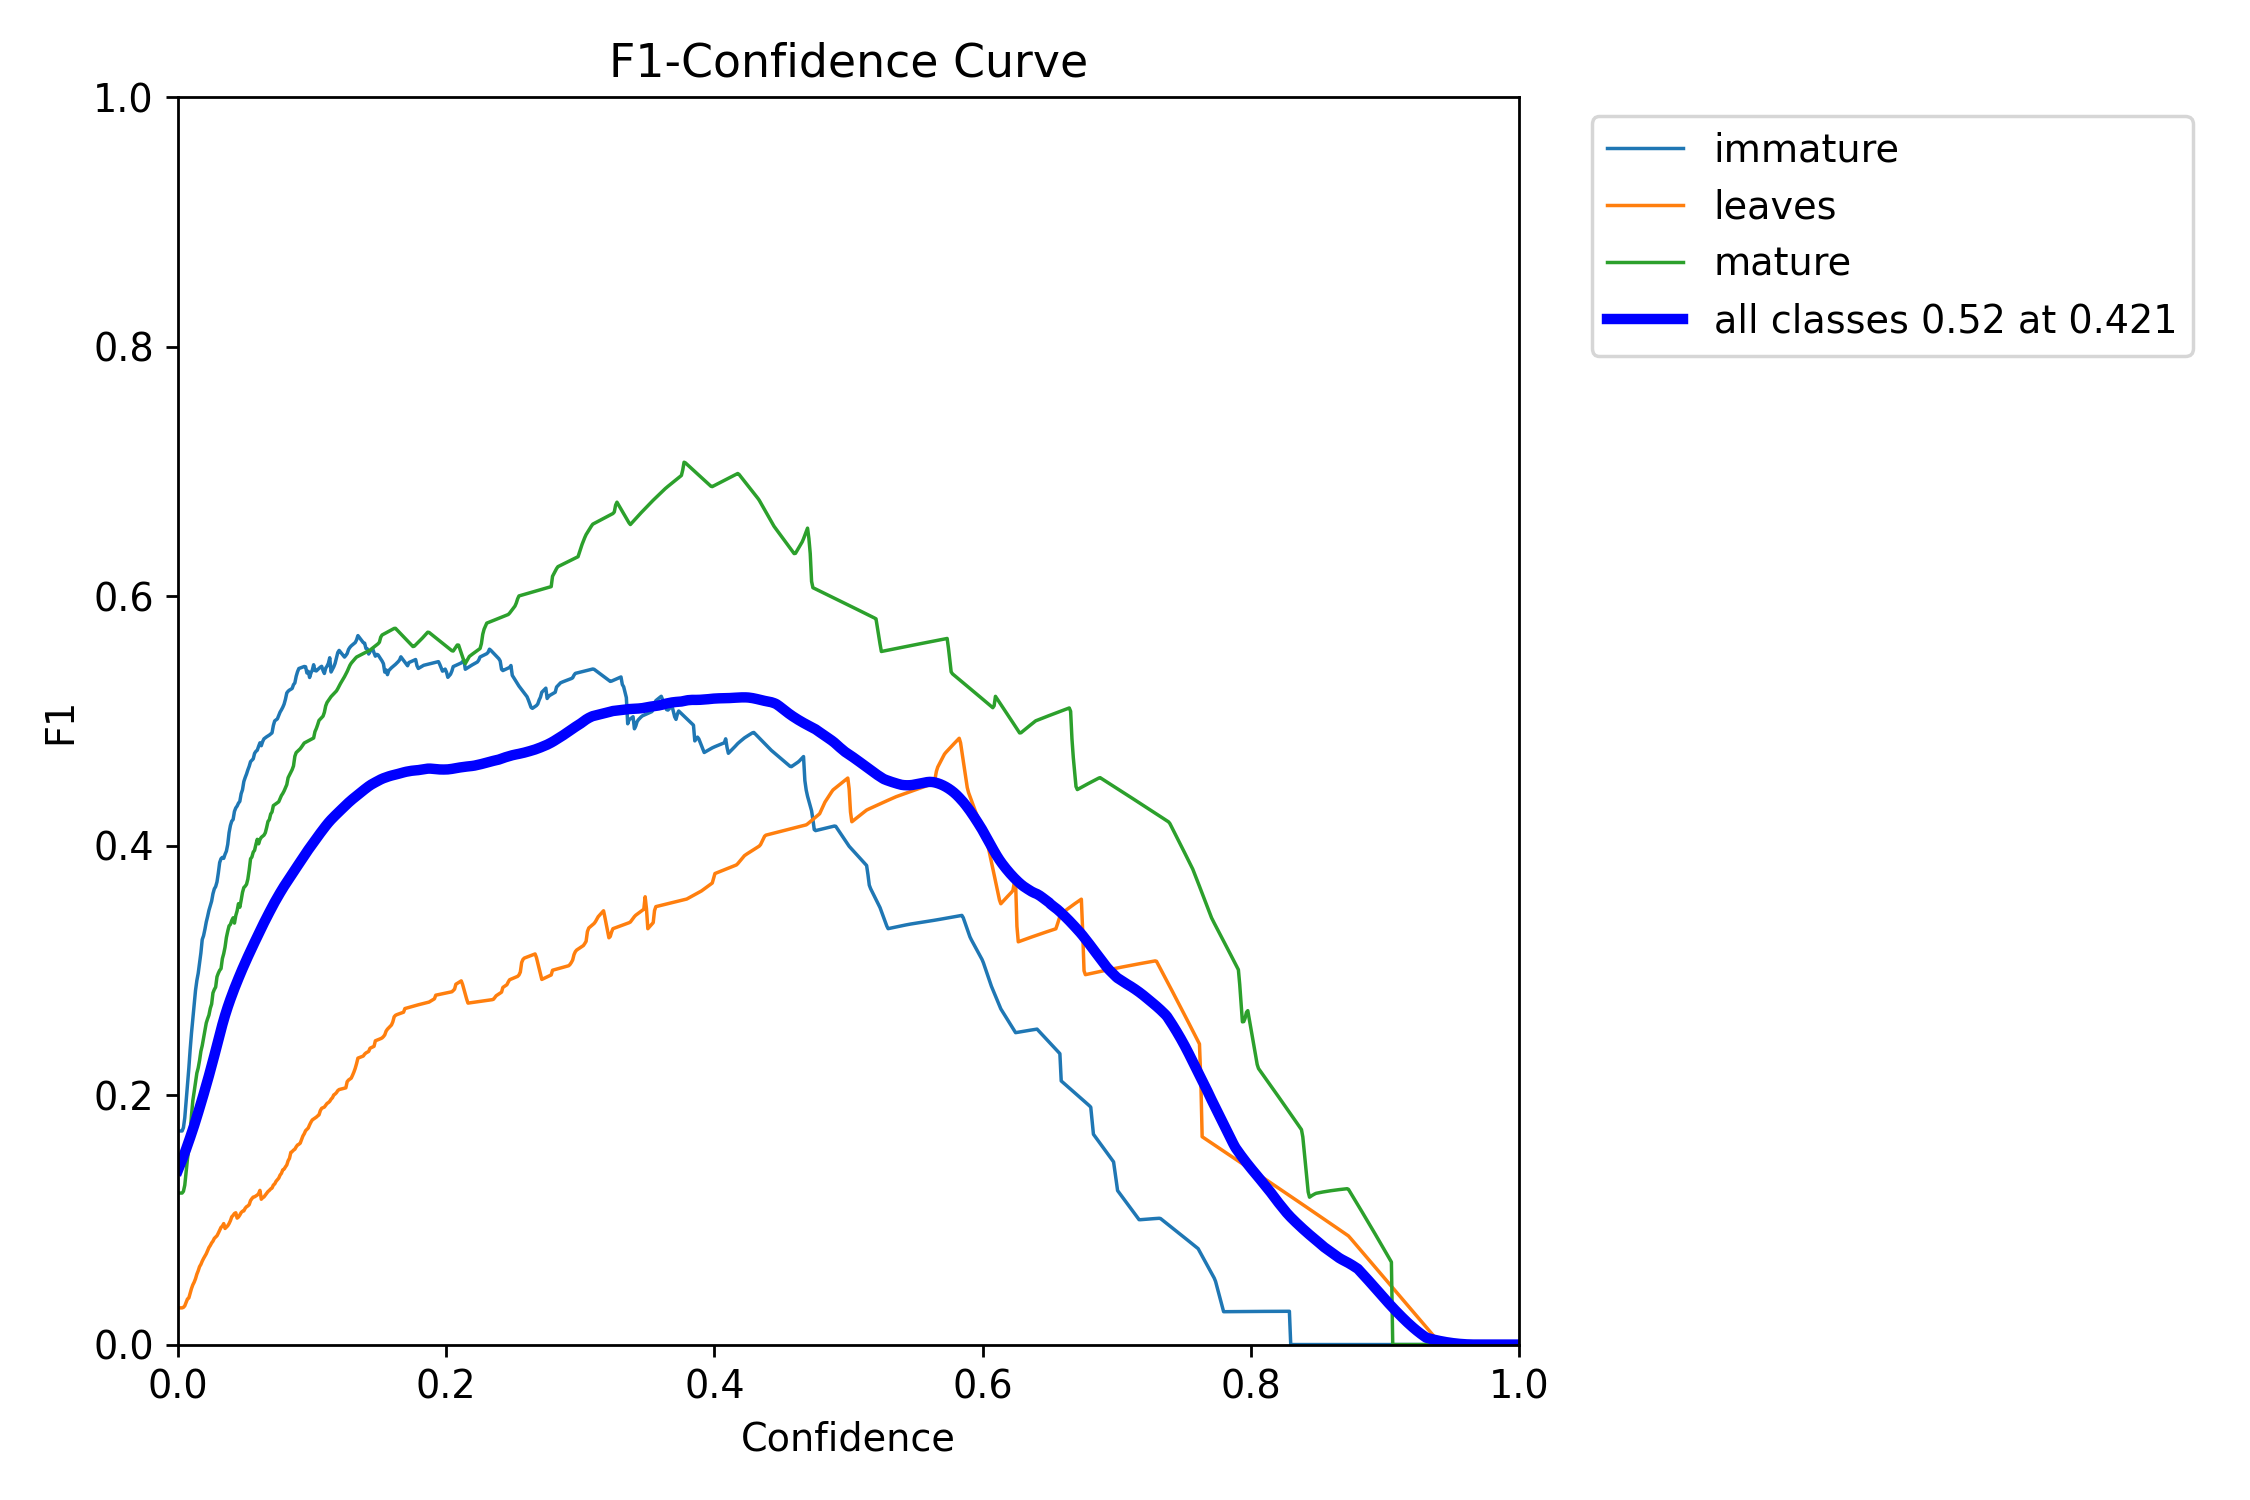 F1-Confidence Curve
1.0
0.8
0.6
0.4
0.2
0.0
F1
0.0 0.2 0.4 0.6 0.8 1.0
Confidence
immature
leaves
mature
all classes 0.52 at 0.421